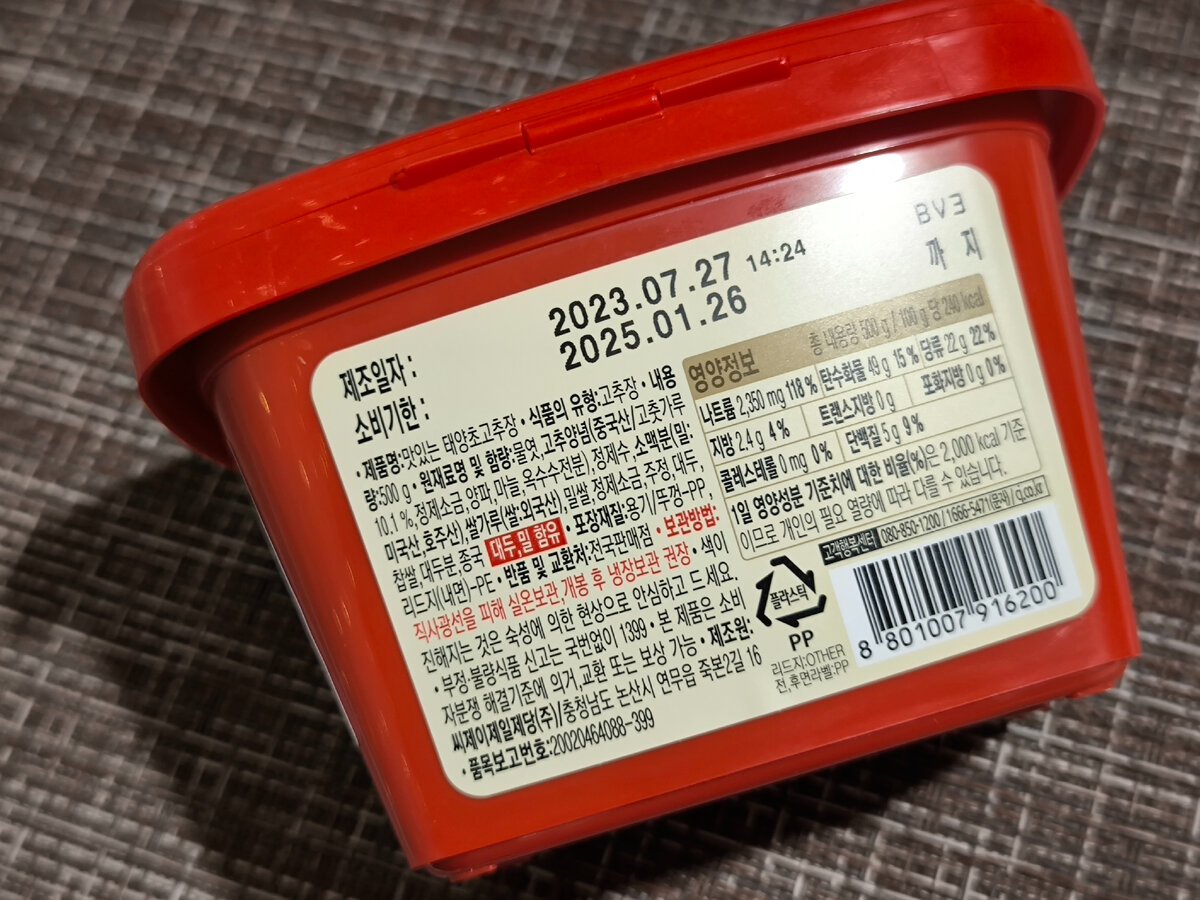 BV3
제조일자 : 2023.07.27 14:24
소비기한 : 2025.01.26 까지
• 제품명:맛있는 태양초고추장 • 식품의 유형:고추장 • 내용
량:500 g • 원재료명 및 함량:물엿, 고추양념(중국산/고춧가루
10.1 %, 정제소금, 양파, 마늘, 옥수수전분), 정제수, 소맥분(밀:
미국산, 호주산), 쌀가루(쌀:외국산), 밀쌀, 정제소금, 주정, 대두,
찹쌀, 대두분, 종국 대두,밀 함유 • 포장재질:용기/뚜껑-PP,
리드지(내면)-PE • 반품 및 교환처:전국판매점 • 보관방법:
직사광선을 피해 실온보관, 개봉 후 냉장보관 권장 • 색이
진해지는 것은 숙성에 의한 현상으로 안심하고 드세요.
• 부정·불량식품 신고는 국번없이 1399 • 본 제품은 소비
자분쟁 해결기준에 의거, 교환 또는 보상 가능 • 제조원:
씨제이제일제당(주)/충청남도 논산시 연무읍 죽본2길 16
• 품목보고번호:20020464088-399
영양정보 총 내용량 500 g / 100 g 당 240 kcal
나트륨 2,350 mg 118 % 탄수화물 49 g 15 % 당류 22 g 22%
지방 2.4 g 4 % 트랜스지방 0 g 포화지방 0 g 0%
콜레스테롤 0 mg 0% 단백질 5 g 9%
1일 영양성분 기준치에 대한 비율(%)은 2,000 kcal 기준
이므로 개인의 필요 열량에 따라 다를 수 있습니다.
고객행복센터 080-850-1200 / 1666-5471(문자) / cj.co.kr
플라스틱
PP
리드지:OTHER
전,후면라벨:PP
8 801007 916200